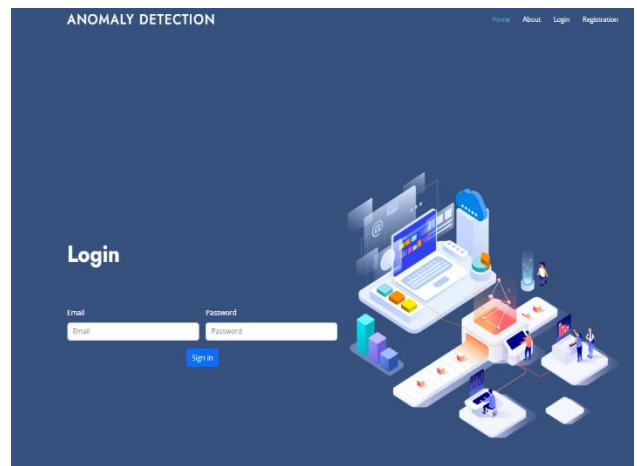 ANOMALY DETECTION
Home About Login Registration
Login
Email Password
Email Password
Sign in
@